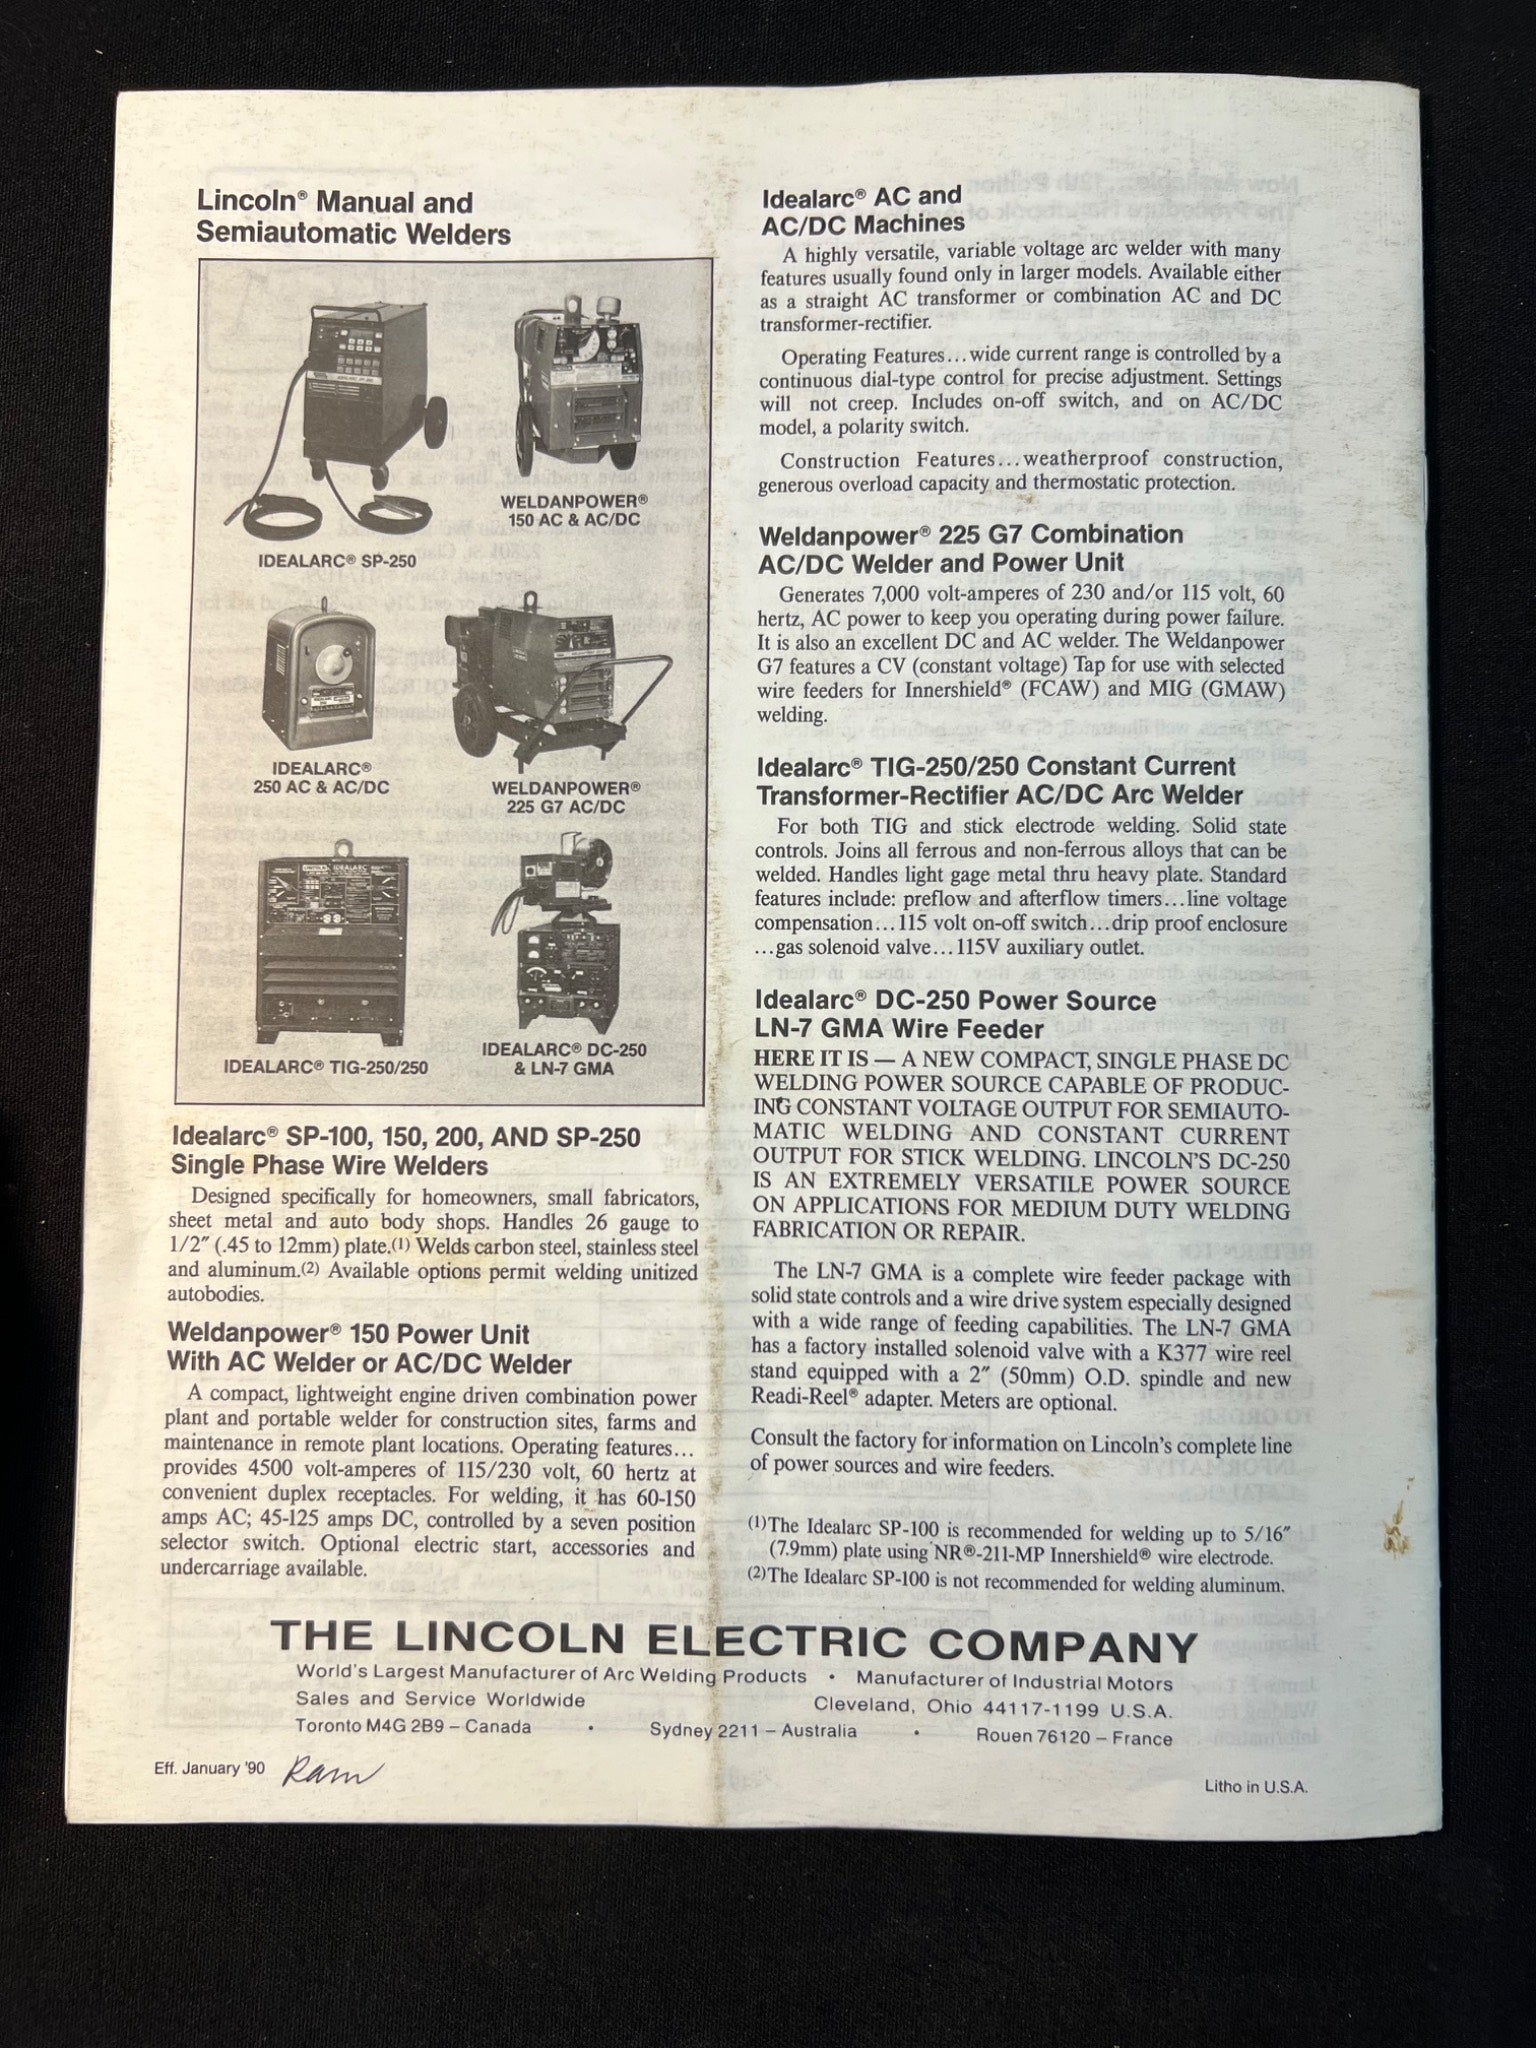 Lincoln® Manual and
Semiautomatic Welders
IDEALARC® SP-250
WELDANPOWER®
150 AC & AC/DC
IDEALARC®
250 AC & AC/DC
WELDANPOWER®
225 G7 AC/DC
IDEALARC® TIG-250/250
IDEALARC® DC-250
& LN-7 GMA
Idealarc® SP-100, 150, 200, AND SP-250
Single Phase Wire Welders
Designed specifically for homeowners, small fabricators,
sheet metal and auto body shops. Handles 26 gauge to
1/2″ (.45 to 12mm) plate.(1) Welds carbon steel, stainless steel
and aluminum.(2) Available options permit welding unitized
autobodies.
Weldanpower® 150 Power Unit
With AC Welder or AC/DC Welder
A compact, lightweight engine driven combination power
plant and portable welder for construction sites, farms and
maintenance in remote plant locations. Operating features...
provides 4500 volt-amperes of 115/230 volt, 60 hertz at
convenient duplex receptacles. For welding, it has 60-150
amps AC; 45-125 amps DC, controlled by a seven position
selector switch. Optional electric start, accessories and
undercarriage available.
Idealarc® AC and
AC/DC Machines
A highly versatile, variable voltage arc welder with many
features usually found only in larger models. Available either
as a straight AC transformer or combination AC and DC
transformer-rectifier.
Operating Features...wide current range is controlled by a
continuous dial-type control for precise adjustment. Settings
will not creep. Includes on-off switch, and on AC/DC
model, a polarity switch.
Construction Features...weatherproof construction,
generous overload capacity and thermostatic protection.
Weldanpower® 225 G7 Combination
AC/DC Welder and Power Unit
Generates 7,000 volt-amperes of 230 and/or 115 volt, 60
hertz, AC power to keep you operating during power failure.
It is also an excellent DC and AC welder. The Weldanpower
G7 features a CV (constant voltage) Tap for use with selected
wire feeders for Innershield® (FCAW) and MIG (GMAW)
welding.
Idealarc® TIG-250/250 Constant Current
Transformer-Rectifier AC/DC Arc Welder
For both TIG and stick electrode welding. Solid state
controls. Joins all ferrous and non-ferrous alloys that can be
welded. Handles light gage metal thru heavy plate. Standard
features include: preflow and afterflow timers...line voltage
compensation...115 volt on-off switch...drip proof enclosure
...gas solenoid valve...115V auxiliary outlet.
Idealarc® DC-250 Power Source
LN-7 GMA Wire Feeder
HERE IT IS — A NEW COMPACT, SINGLE PHASE DC
WELDING POWER SOURCE CAPABLE OF PRODUC-
ING CONSTANT VOLTAGE OUTPUT FOR SEMIAUTO-
MATIC WELDING AND CONSTANT CURRENT
OUTPUT FOR STICK WELDING. LINCOLN'S DC-250
IS AN EXTREMELY VERSATILE POWER SOURCE
ON APPLICATIONS FOR MEDIUM DUTY WELDING
FABRICATION OR REPAIR.
The LN-7 GMA is a complete wire feeder package with
solid state controls and a wire drive system especially designed
with a wide range of feeding capabilities. The LN-7 GMA
has a factory installed solenoid valve with a K377 wire reel
stand equipped with a 2″ (50mm) O.D. spindle and new
Readi-Reel® adapter. Meters are optional.
Consult the factory for information on Lincoln's complete line
of power sources and wire feeders.
(1)The Idealarc SP-100 is recommended for welding up to 5/16″
(7.9mm) plate using NR®-211-MP Innershield® wire electrode.
(2)The Idealarc SP-100 is not recommended for welding aluminum.
THE LINCOLN ELECTRIC COMPANY
World's Largest Manufacturer of Arc Welding Products • Manufacturer of Industrial Motors
Sales and Service Worldwide Cleveland, Ohio 44117-1199 U.S.A.
Toronto M4G 2B9 – Canada • Sydney 2211 – Australia • Rouen 76120 – France
Eff. January '90 Ram
Litho in U.S.A.